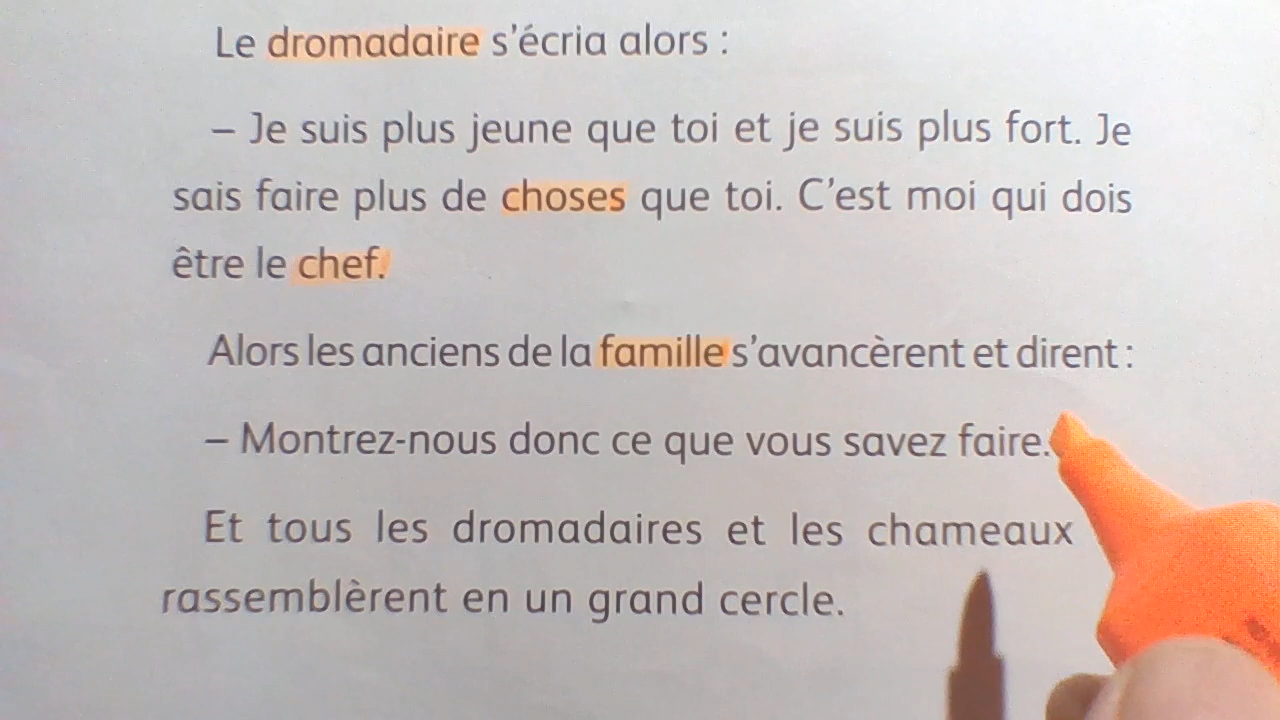 Le dromadaire s'écria alors :
– Je suis plus jeune que toi et je suis plus fort. Je
sais faire plus de choses que toi. C'est moi qui dois
être le chef.
Alors les anciens de la famille s'avancèrent et dirent :
– Montrez-nous donc ce que vous savez faire.
Et tous les dromadaires et les chameaux
rassemblèrent en un grand cercle.